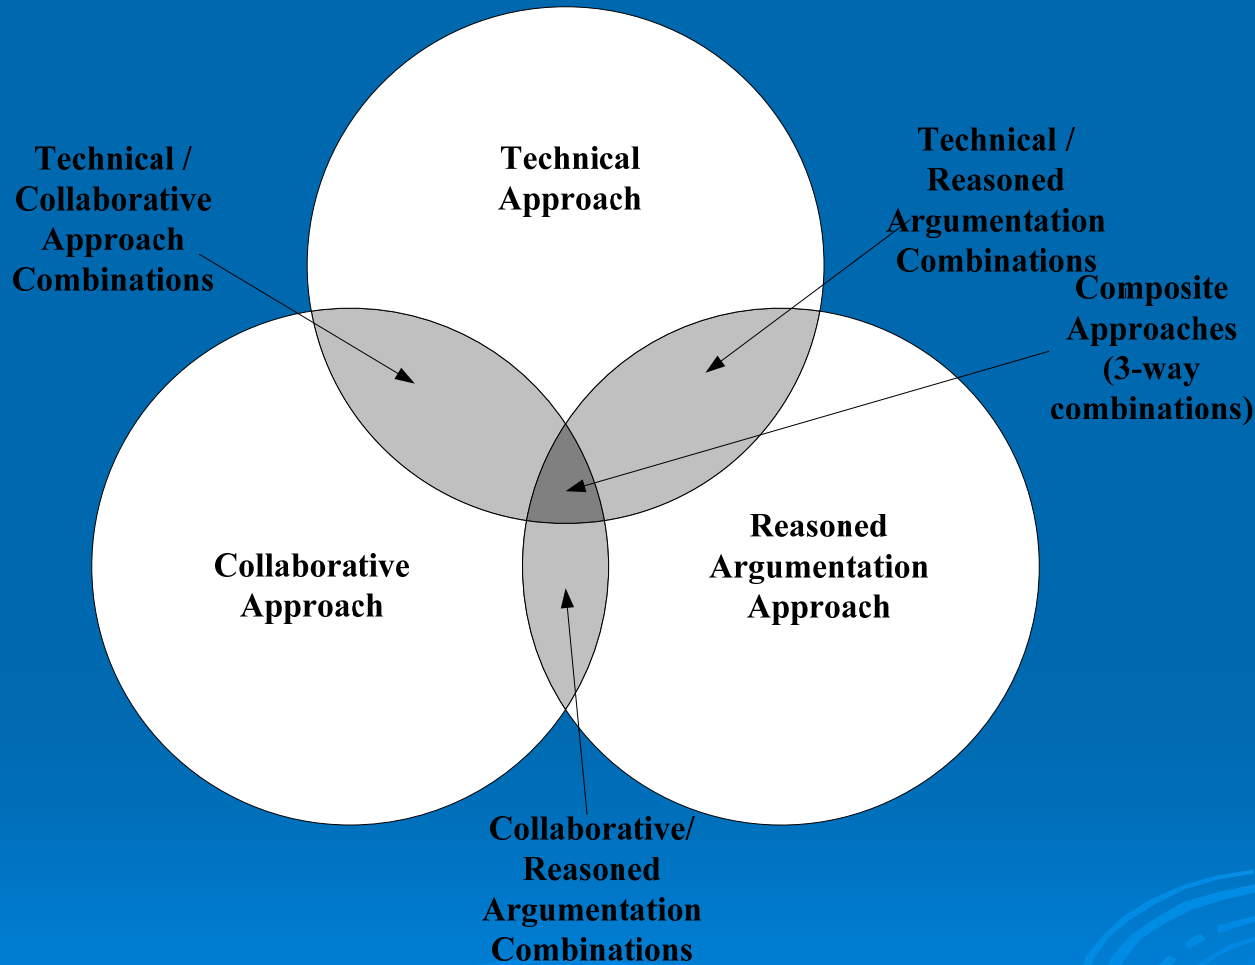 Technical
Approach
Technical /
Collaborative
Approach
Combinations
Technical /
Reasoned
Argumentation
Combinations
Composite
Approaches
(3-way
combinations)
Collaborative
Approach
Reasoned
Argumentation
Approach
Collaborative/
Reasoned
Argumentation
Combinations